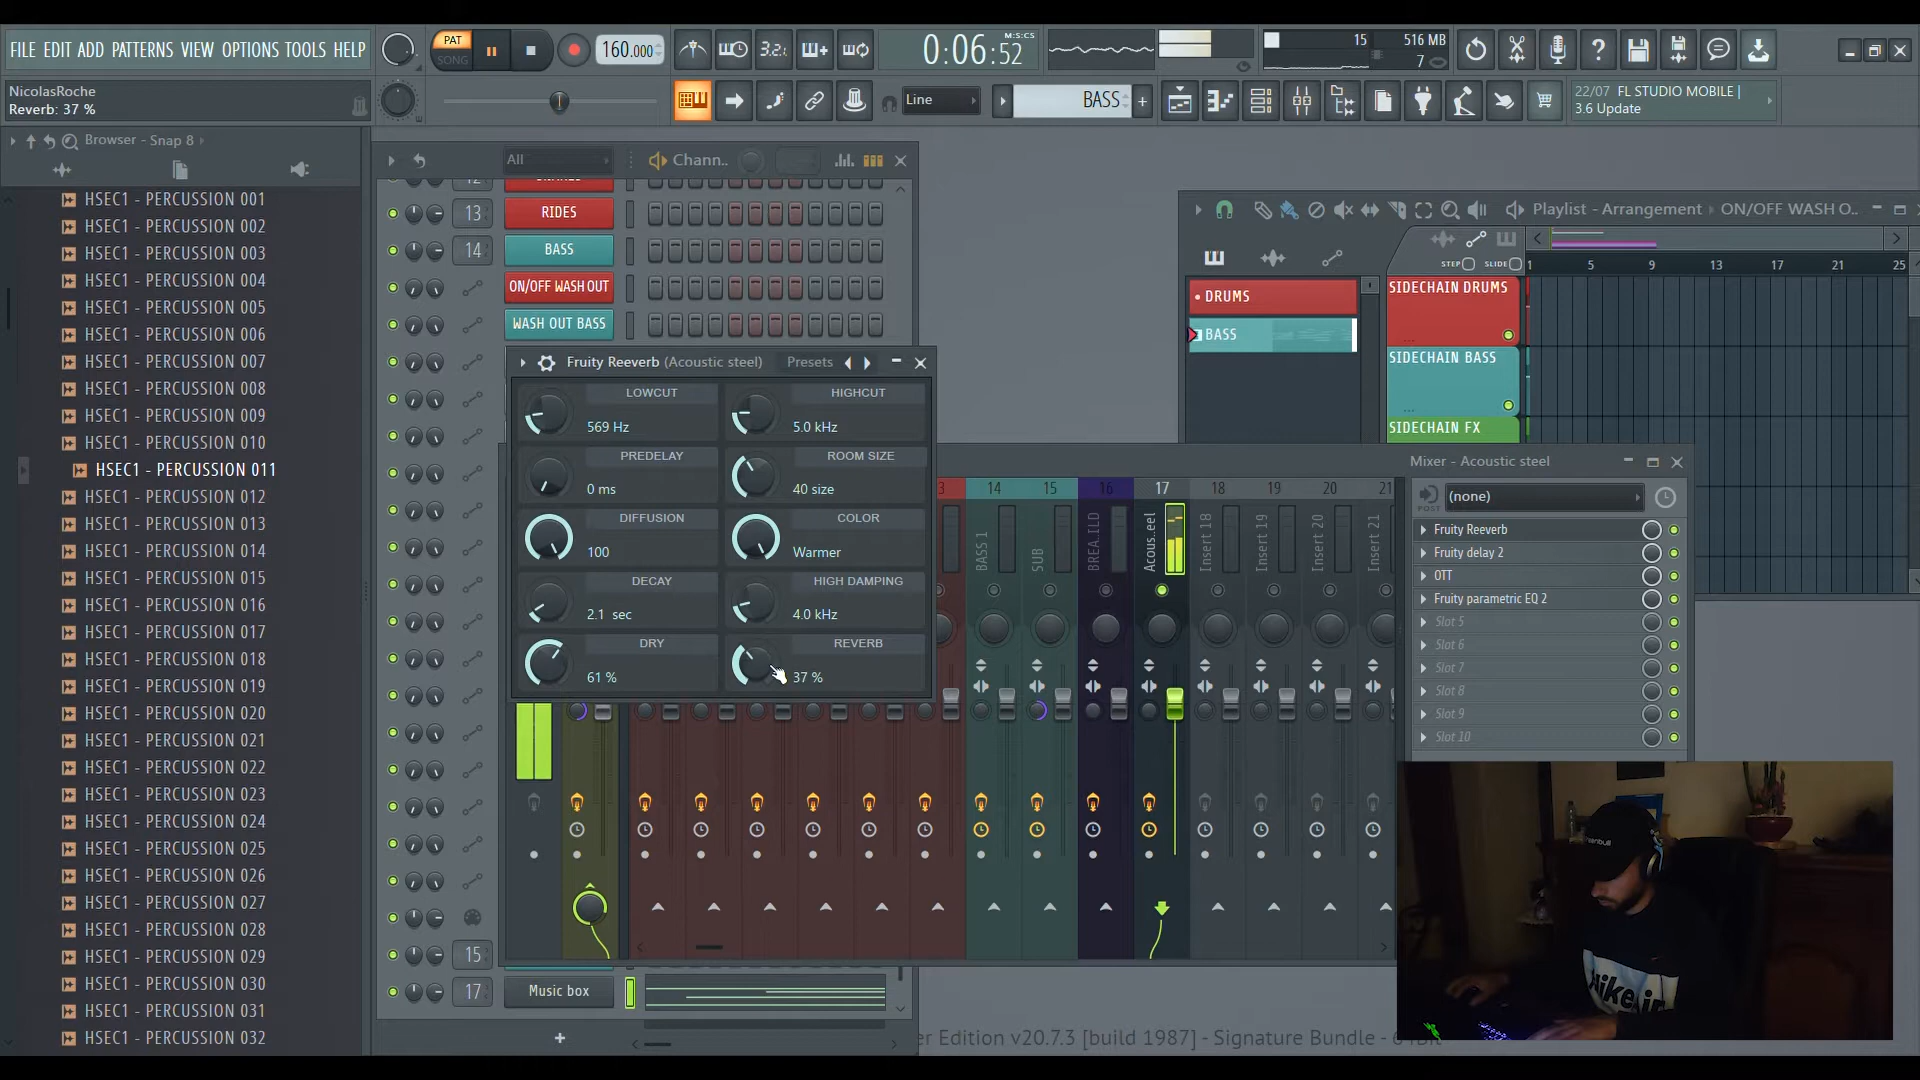 FILE EDIT ADD PATTERNS VIEW OPTIONS TOOLS HELP
PAT
SONG
160.000
3.2.1
0:06:52
M:S:CS
15
516 MB
7
NicolasRoche
Reverb: 37 %
Line
BASS
22/07 FL STUDIO MOBILE |
3.6 Update
Browser - Snap 8
HSEC1 - PERCUSSION 001
HSEC1 - PERCUSSION 002
HSEC1 - PERCUSSION 003
HSEC1 - PERCUSSION 004
HSEC1 - PERCUSSION 005
HSEC1 - PERCUSSION 006
HSEC1 - PERCUSSION 007
HSEC1 - PERCUSSION 008
HSEC1 - PERCUSSION 009
HSEC1 - PERCUSSION 010
HSEC1 - PERCUSSION 011
HSEC1 - PERCUSSION 012
HSEC1 - PERCUSSION 013
HSEC1 - PERCUSSION 014
HSEC1 - PERCUSSION 015
HSEC1 - PERCUSSION 016
HSEC1 - PERCUSSION 017
HSEC1 - PERCUSSION 018
HSEC1 - PERCUSSION 019
HSEC1 - PERCUSSION 020
HSEC1 - PERCUSSION 021
HSEC1 - PERCUSSION 022
HSEC1 - PERCUSSION 023
HSEC1 - PERCUSSION 024
HSEC1 - PERCUSSION 025
HSEC1 - PERCUSSION 026
HSEC1 - PERCUSSION 027
HSEC1 - PERCUSSION 028
HSEC1 - PERCUSSION 029
HSEC1 - PERCUSSION 030
HSEC1 - PERCUSSION 031
HSEC1 - PERCUSSION 032
All
Chann..
13 RIDES
14 BASS
ON/OFF WASH OUT
WASH OUT BASS
15
17 Music box
Fruity Reeverb (Acoustic steel) Presets
LOWCUT
569 Hz
HIGHCUT
5.0 kHz
PREDELAY
0 ms
ROOM SIZE
40 size
DIFFUSION
100
COLOR
Warmer
DECAY
2.1 sec
HIGH DAMPING
4.0 kHz
DRY
61 %
REVERB
37 %
Playlist - Arrangement › ON/OFF WASH O..
STEP SLIDE
1 5 9 13 17 21 25
DRUMS
BASS
SIDECHAIN DRUMS
SIDECHAIN BASS
SIDECHAIN FX
Mixer - Acoustic steel
3 14 15 16 17 18 19 20 21
BASS 1
SUB
BREA.ILD
Acous..eel
Insert 18
Insert 19
Insert 20
Insert 21
(none)
POST
Fruity Reeverb
Fruity delay 2
OTT
Fruity parametric EQ 2
Slot 5
Slot 6
Slot 7
Slot 8
Slot 9
Slot 10
er Edition v20.7.3 [build 1987] - Signature Bundle -